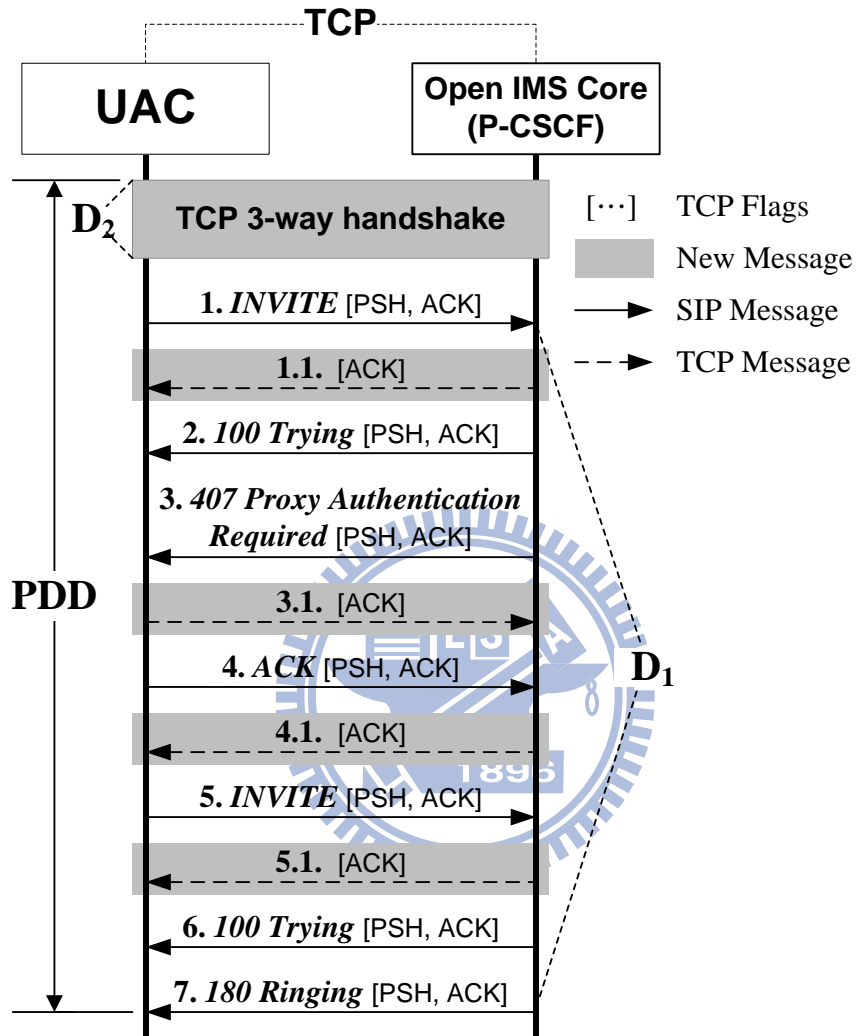 TCP
UAC
Open IMS Core
(P-CSCF)
D2
TCP 3-way handshake
[⋯] TCP Flags
New Message
SIP Message
TCP Message
1. INVITE [PSH, ACK]
1.1. [ACK]
2. 100 Trying [PSH, ACK]
3. 407 Proxy Authentication
Required [PSH, ACK]
PDD
3.1. [ACK]
4. ACK [PSH, ACK]
D1
4.1. [ACK]
1896
5. INVITE [PSH, ACK]
5.1. [ACK]
6. 100 Trying [PSH, ACK]
7. 180 Ringing [PSH, ACK]